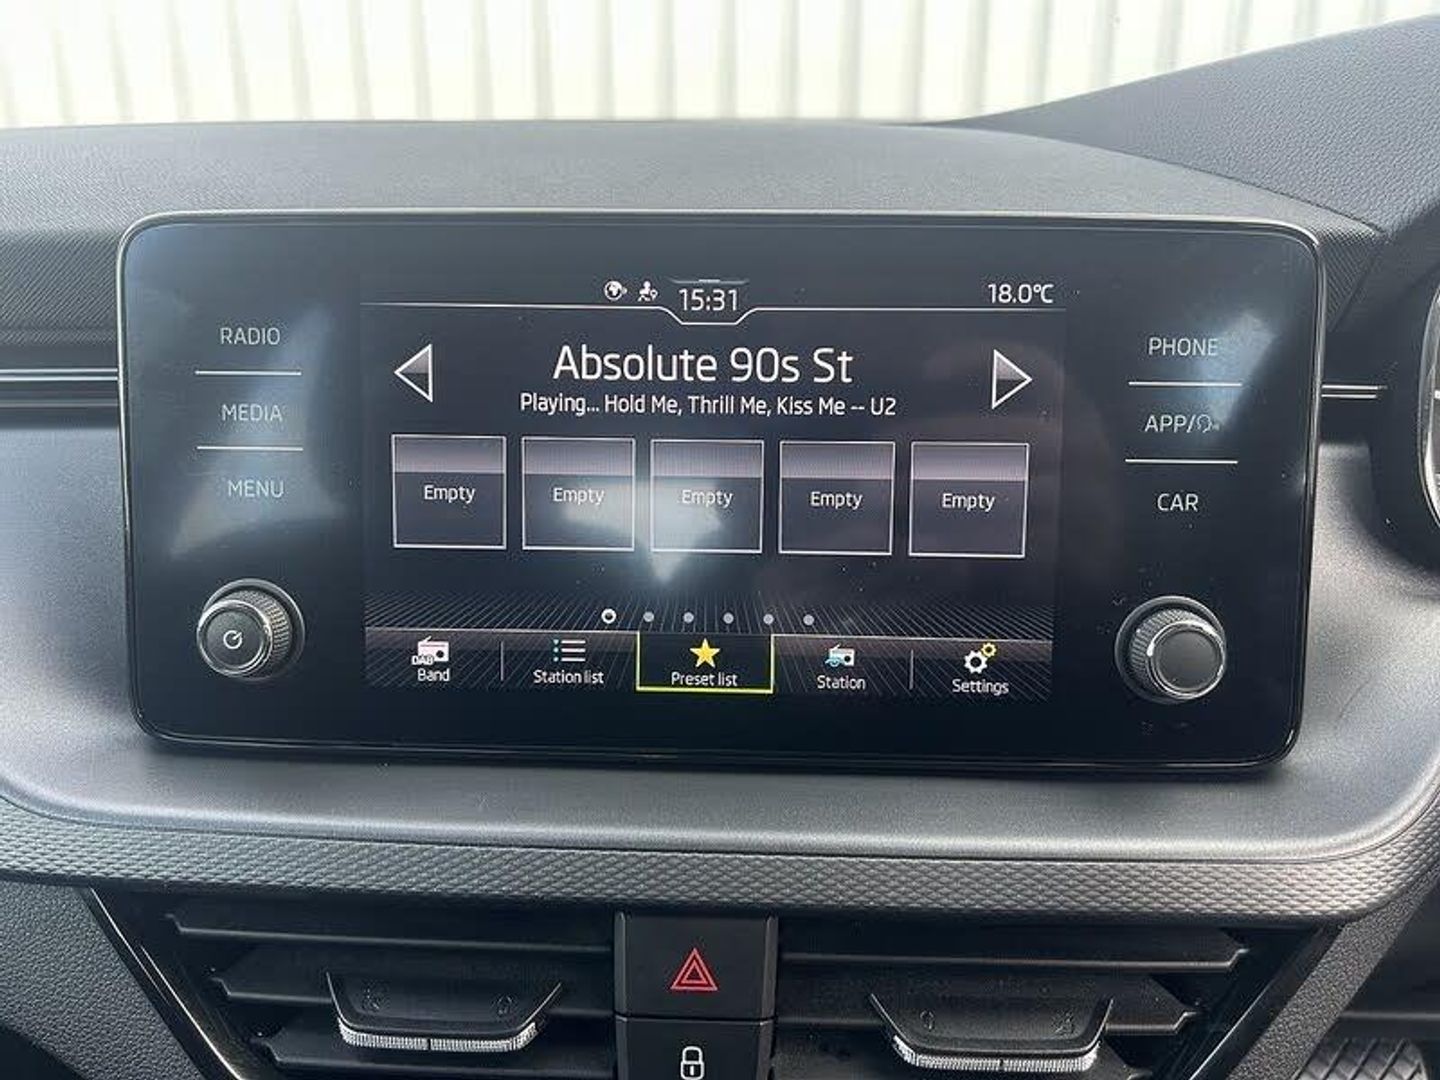 15:31
18.0°C
RADIO
MEDIA
MENU
Absolute 90s St
Playing... Hold Me, Thrill Me, Kiss Me -- U2
Empty Empty Empty Empty Empty
DAB
Band
Station list
Preset list
Station
Settings
PHONE
APP/
CAR